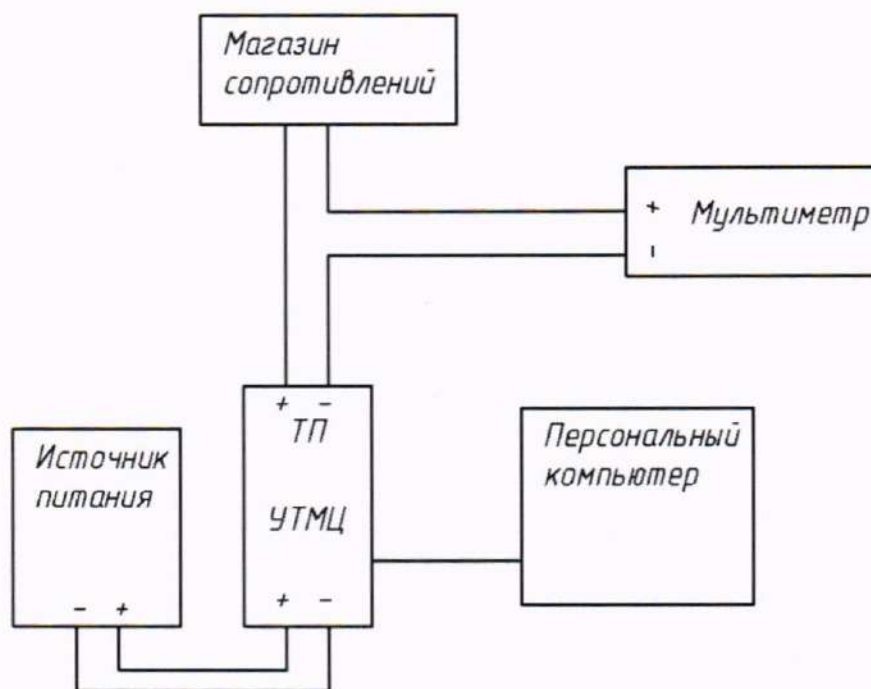 Магазин
сопротивлений
+ Мультиметр
−
+ −
ТП
УТМЦ
+ −
Источник
питания
− +
Персональный
компьютер